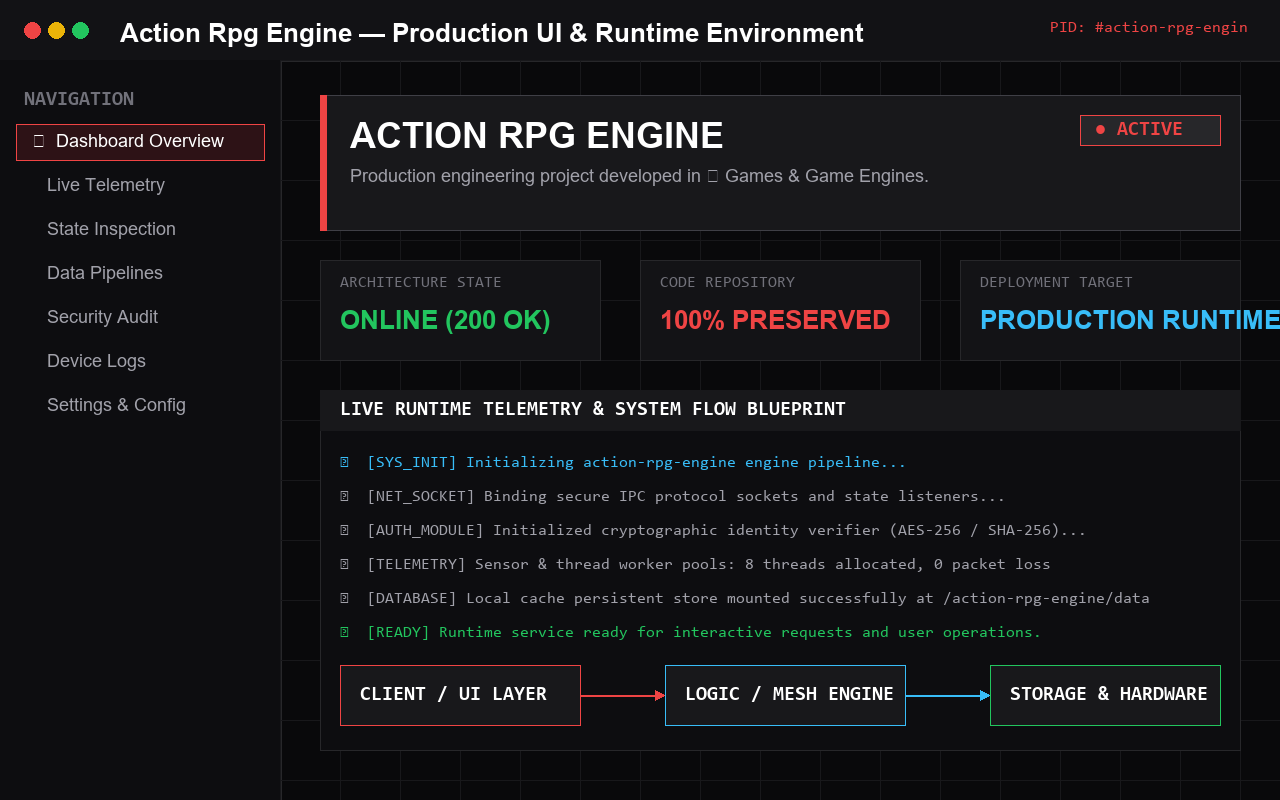 Action Rpg Engine — Production UI & Runtime Environment
PID: #action-rpg-engin
NAVIGATION
Dashboard Overview
Live Telemetry
State Inspection
Data Pipelines
Security Audit
Device Logs
Settings & Config
ACTION RPG ENGINE
● ACTIVE
Production engineering project developed in Games & Game Engines.
ARCHITECTURE STATE
ONLINE (200 OK)
CODE REPOSITORY
100% PRESERVED
DEPLOYMENT TARGET
PRODUCTION RUNTIME
LIVE RUNTIME TELEMETRY & SYSTEM FLOW BLUEPRINT
[SYS_INIT] Initializing action-rpg-engine engine pipeline...
[NET_SOCKET] Binding secure IPC protocol sockets and state listeners...
[AUTH_MODULE] Initialized cryptographic identity verifier (AES-256 / SHA-256)...
[TELEMETRY] Sensor & thread worker pools: 8 threads allocated, 0 packet loss
[DATABASE] Local cache persistent store mounted successfully at /action-rpg-engine/data
[READY] Runtime service ready for interactive requests and user operations.
CLIENT / UI LAYER
LOGIC / MESH ENGINE
STORAGE & HARDWARE